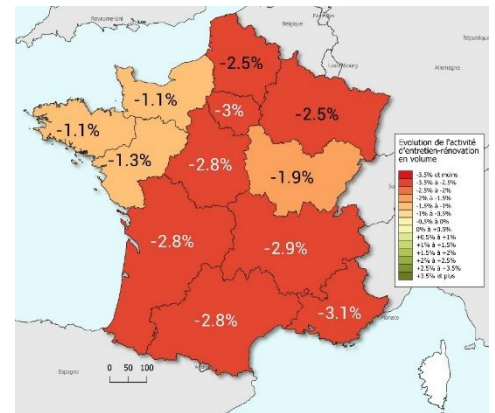 Royaume-Uni
Belgique
Luxembourg
Allemagne
-2.5%
-1.1%
-3%
-2.5%
-1.1%
-1.3%
-2.8%
-1.9%
-2.8%
-2.9%
-2.8%
-3.1%
Monaco
Espagne
0 50 100
Evolution de l'activité
d'entretien-rénovation
en volume
-3.5% et moins
-3.5% à -2.5%
-2.5% à -2%
-2% à -1.5%
-1.5% à -1%
-1% à -0.5%
-0.5% à 0%
0% à +0.5%
+0.5% à +1%
+1% à +1.5%
+1.5% à +2%
+2% à +2.5%
+2.5% à +3.5%
+3.5% et plus